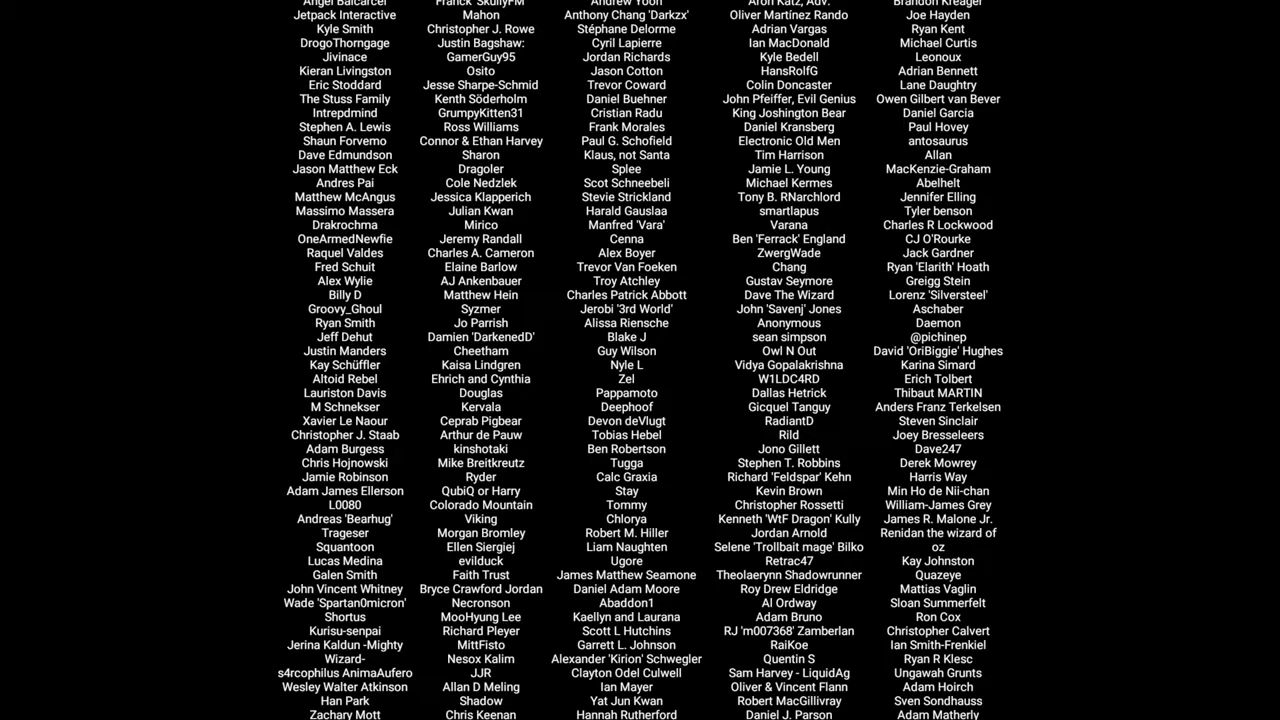 Angel Balcarcel
Jetpack Interactive
Kyle Smith
DrogoThorngage
Jivinace
Kieran Livingston
Eric Stoddard
The Stuss Family
Intrepdmind
Stephen A. Lewis
Shaun Forvemo
Dave Edmundson
Jason Matthew Eck
Andres Pai
Matthew McAngus
Massimo Massera
Drakrochma
OneArmedNewfie
Raquel Valdes
Fred Schuit
Alex Wylie
Billy D
Groovy_Ghoul
Ryan Smith
Jeff Dehut
Justin Manders
Kay Schüffler
Altoid Rebel
Lauriston Davis
M Schnekser
Xavier Le Naour
Christopher J. Staab
Adam Burgess
Chris Hojnowski
Jamie Robinson
Adam James Ellerson
L0080
Andreas 'Bearhug'
Trageser
Squantoon
Lucas Medina
Galen Smith
John Vincent Whitney
Wade 'Spartan0micron'
Shortus
Kurisu-senpai
Jerina Kaldun -Mighty
Wizard-
s4rcophilus AnimaAufero
Wesley Walter Atkinson
Han Park
Zachary Mott
Franck 'SkullyFM'
Mahon
Christopher J. Rowe
Justin Bagshaw:
GamerGuy95
Osito
Jesse Sharpe-Schmid
Kenth Söderholm
GrumpyKitten31
Ross Williams
Connor & Ethan Harvey
Sharon
Dragoler
Cole Nedzlek
Jessica Klapperich
Julian Kwan
Mirico
Jeremy Randall
Charles A. Cameron
Elaine Barlow
AJ Ankenbauer
Matthew Hein
Syzmer
Jo Parrish
Damien 'DarkenedD'
Cheetham
Kaisa Lindgren
Ehrich and Cynthia
Douglas
Kervala
Ceprab Pigbear
Arthur de Pauw
kinshotaki
Mike Breitkreutz
Ryder
QubiQ or Harry
Colorado Mountain
Viking
Morgan Bromley
Ellen Siergiej
evilduck
Faith Trust
Bryce Crawford Jordan
Necronson
MooHyung Lee
Richard Pleyer
MittFisto
Nesox Kalim
JJR
Allan D Meling
Shadow
Chris Keenan
Andrew Yoon
Anthony Chang 'Darkzx'
Stéphane Delorme
Cyril Lapierre
Jordan Richards
Jason Cotton
Trevor Coward
Daniel Buehner
Cristian Radu
Frank Morales
Paul G. Schofield
Klaus, not Santa
Splee
Scot Schneebeli
Stevie Strickland
Harald Gauslaa
Manfred 'Vara'
Cenna
Alex Boyer
Trevor Van Foeken
Troy Atchley
Charles Patrick Abbott
Jerobi '3rd World'
Alissa Riensche
Blake J
Guy Wilson
Nyle L
Zel
Pappamoto
Deephoof
Devon deVlugt
Tobias Hebel
Ben Robertson
Tugga
Calc Graxia
Stay
Tommy
Chlorya
Robert M. Hiller
Liam Naughten
Ugore
James Matthew Seamone
Daniel Adam Moore
Abaddon1
Kaellyn and Laurana
Scott L Hutchins
Garrett L. Johnson
Alexander 'Kirion' Schwegler
Clayton Odel Culwell
Ian Mayer
Yat Jun Kwan
Hannah Rutherford
Aron Katz, Adv.
Oliver Martínez Rando
Adrian Vargas
Ian MacDonald
Kyle Bedell
HansRolfG
Colin Doncaster
John Pfeiffer, Evil Genius
King Joshington Bear
Daniel Kransberg
Electronic Old Men
Tim Harrison
Jamie L. Young
Michael Kermes
Tony B. RNarchlord
smartlapus
Varana
Ben 'Ferrack' England
ZwergWade
Chang
Gustav Seymore
Dave The Wizard
John 'Savenj' Jones
Anonymous
sean simpson
Owl N Out
Vidya Gopalakrishna
W1LDC4RD
Dallas Hetrick
Gicquel Tanguy
RadiantD
Rild
Jono Gillett
Stephen T. Robbins
Richard 'Feldspar' Kehn
Kevin Brown
Christopher Rossetti
Kenneth 'WtF Dragon' Kully
Jordan Arnold
Selene 'Trollbait mage' Bilko
Retrac47
Theolaerynn Shadowrunner
Roy Drew Eldridge
Al Ordway
Adam Bruno
RJ 'm007368' Zamberlan
RaiKoe
Quentin S
Sam Harvey - LiquidAg
Oliver & Vincent Flann
Robert MacGillivray
Daniel J. Parson
Brandon Kreager
Joe Hayden
Ryan Kent
Michael Curtis
Leonoux
Adrian Bennett
Lane Daughtry
Owen Gilbert van Bever
Daniel Garcia
Paul Hovey
antosaurus
Allan
MacKenzie-Graham
Abelhelt
Jennifer Elling
Tyler benson
Charles R Lockwood
CJ O'Rourke
Jack Gardner
Ryan 'Elarith' Hoath
Greigg Stein
Lorenz 'Silversteel'
Aschaber
Daemon
@pichinep
David 'OriBiggie' Hughes
Karina Simard
Erich Tolbert
Thibaut MARTIN
Anders Franz Terkelsen
Steven Sinclair
Joey Bresseleers
Dave247
Derek Mowrey
Harris Way
Min Ho de Nii-chan
William-James Grey
James R. Malone Jr.
Renidan the wizard of
oz
Kay Johnston
Quazeye
Mattias Vaglin
Sloan Summerfelt
Ron Cox
Christopher Calvert
Ian Smith-Frenkiel
Ryan R Klesc
Ungawah Grunts
Adam Hoirch
Sven Sondhauss
Adam Matherly